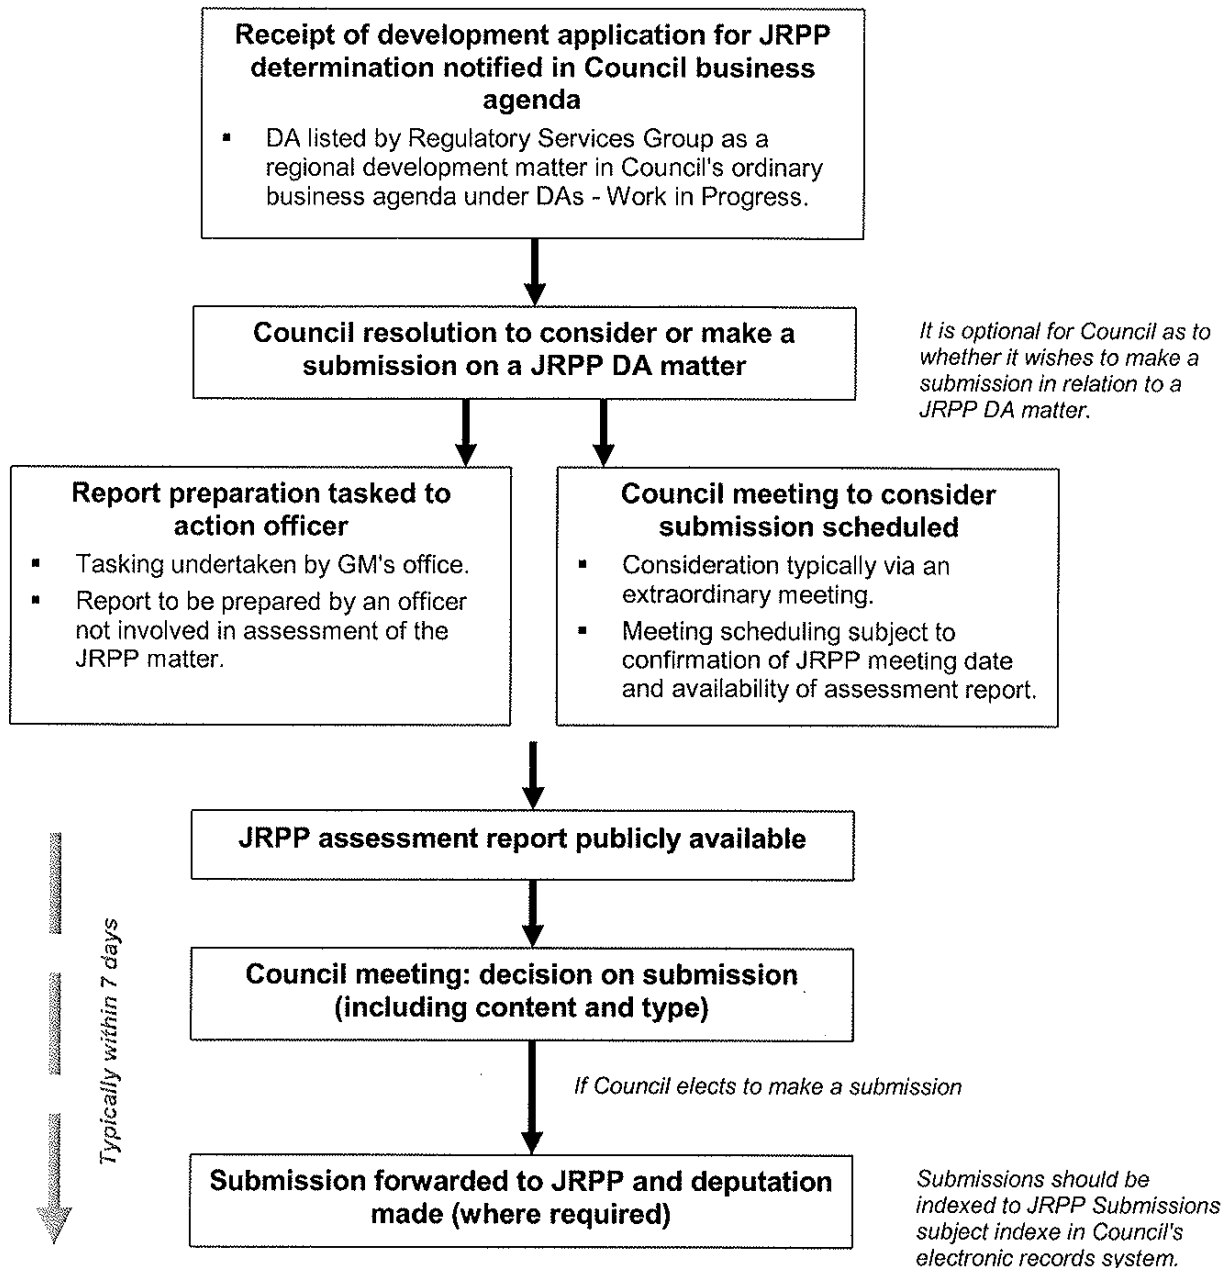 Receipt of development application for JRPP
determination notified in Council business
agenda
▪ DA listed by Regulatory Services Group as a
regional development matter in Council's ordinary
business agenda under DAs - Work in Progress.
Council resolution to consider or make a
submission on a JRPP DA matter
It is optional for Council as to
whether it wishes to make a
submission in relation to a
JRPP DA matter.
Report preparation tasked to
action officer
▪ Tasking undertaken by GM's office.
▪ Report to be prepared by an officer
not involved in assessment of the
JRPP matter.
Council meeting to consider
submission scheduled
▪ Consideration typically via an
extraordinary meeting.
▪ Meeting scheduling subject to
confirmation of JRPP meeting date
and availability of assessment report.
JRPP assessment report publicly available
Typically within 7 days
Council meeting: decision on submission
(including content and type)
If Council elects to make a submission
Submission forwarded to JRPP and deputation
made (where required)
Submissions should be
indexed to JRPP Submissions
subject indexe in Council's
electronic records system.